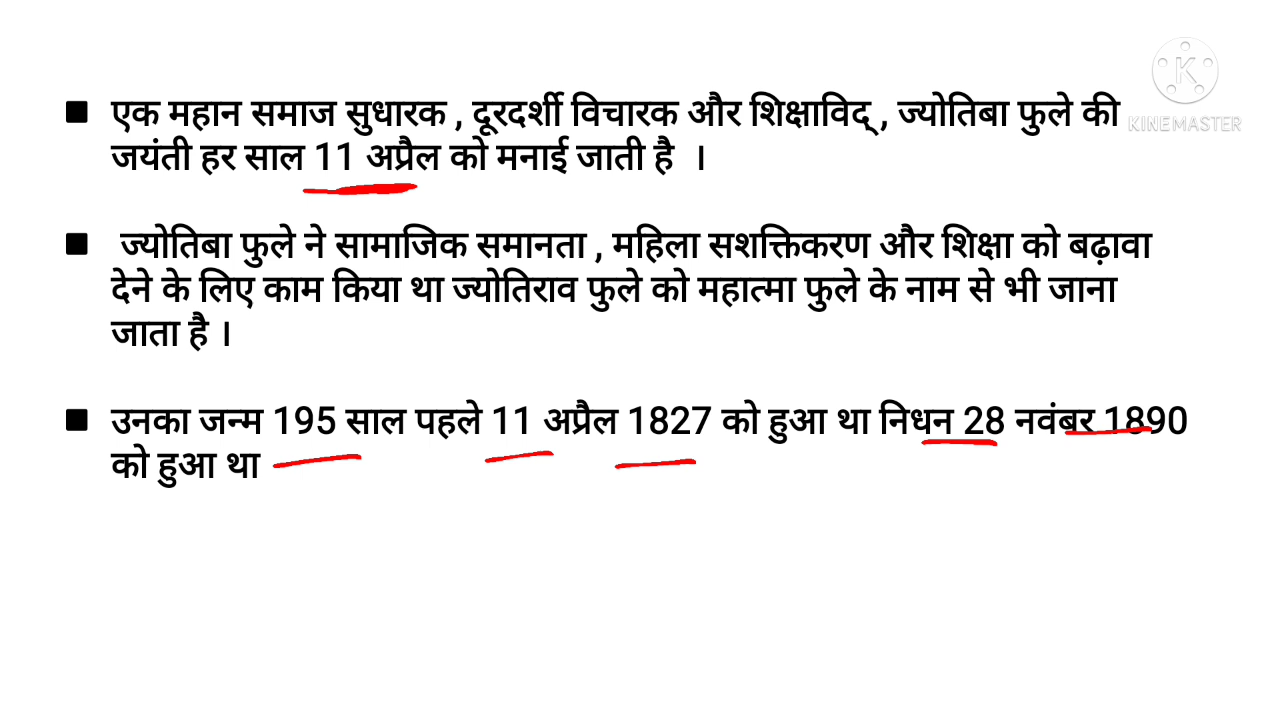 ■ एक महान समाज सुधारक , दूरदर्शी विचारक और शिक्षाविद् , ज्योतिबा फुले की
जयंती हर साल 11 अप्रैल को मनाई जाती है ।
■ ज्योतिबा फुले ने सामाजिक समानता , महिला सशक्तिकरण और शिक्षा को बढ़ावा
देने के लिए काम किया था ज्योतिराव फुले को महात्मा फुले के नाम से भी जाना
जाता है ।
■ उनका जन्म 195 साल पहले 11 अप्रैल 1827 को हुआ था निधन 28 नवंबर 1890
को हुआ था
K
KINEMASTER